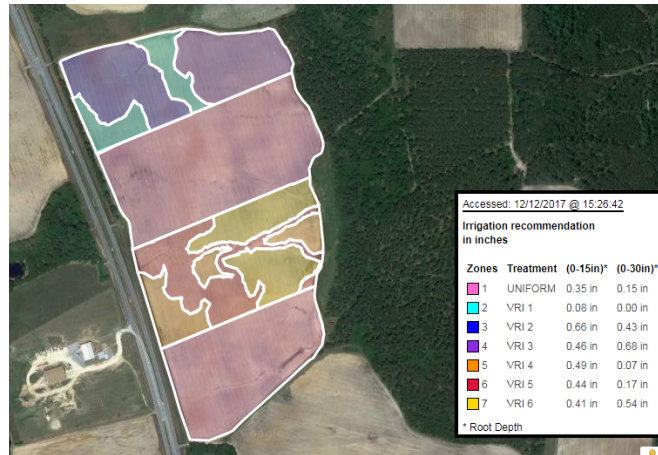 Accessed: 12/12/2017 @ 15:26:42
Irrigation recommendation
in inches
Zones Treatment (0-15in)* (0-30in)*
1 UNIFORM 0.35 in 0.15 in
2 VRI 1 0.08 in 0.00 in
3 VRI 2 0.66 in 0.43 in
4 VRI 3 0.46 in 0.68 in
5 VRI 4 0.49 in 0.07 in
6 VRI 5 0.44 in 0.17 in
7 VRI 6 0.41 in 0.54 in
* Root Depth